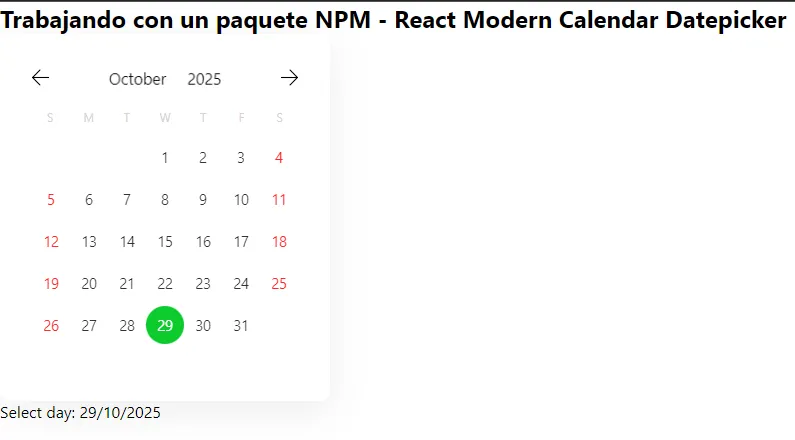 Trabajando con un paquete NPM - React Modern Calendar Datepicker
October 2025
S M T W T F S
1 2 3 4
5 6 7 8 9 10 11
12 13 14 15 16 17 18
19 20 21 22 23 24 25
26 27 28 29 30 31
Select day: 29/10/2025